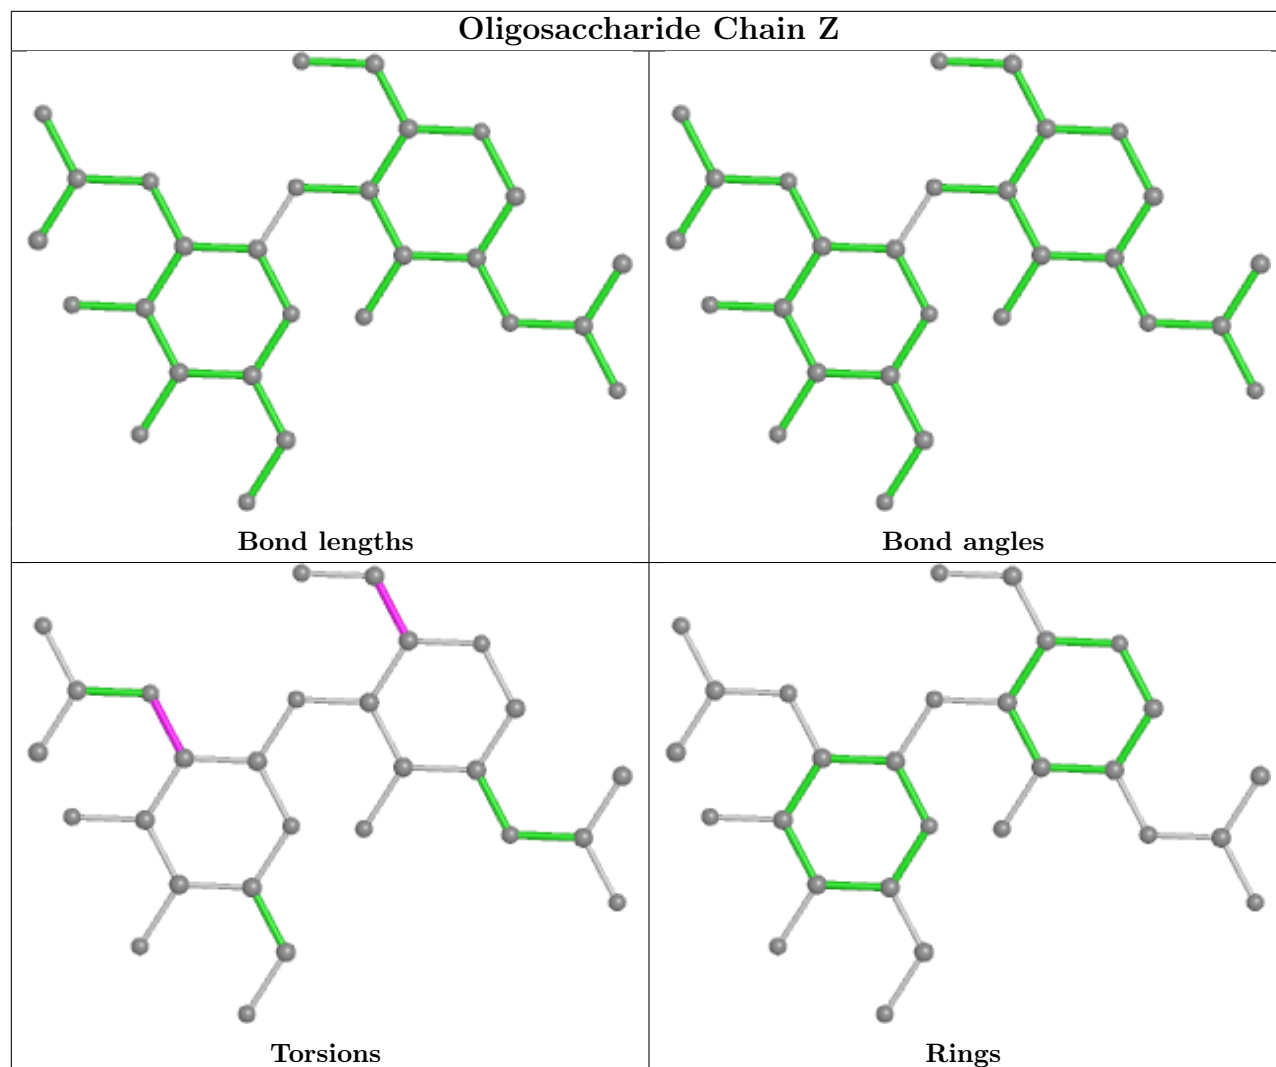 Oligosaccharide Chain Z
Bond lengths
Bond angles
Torsions
Rings